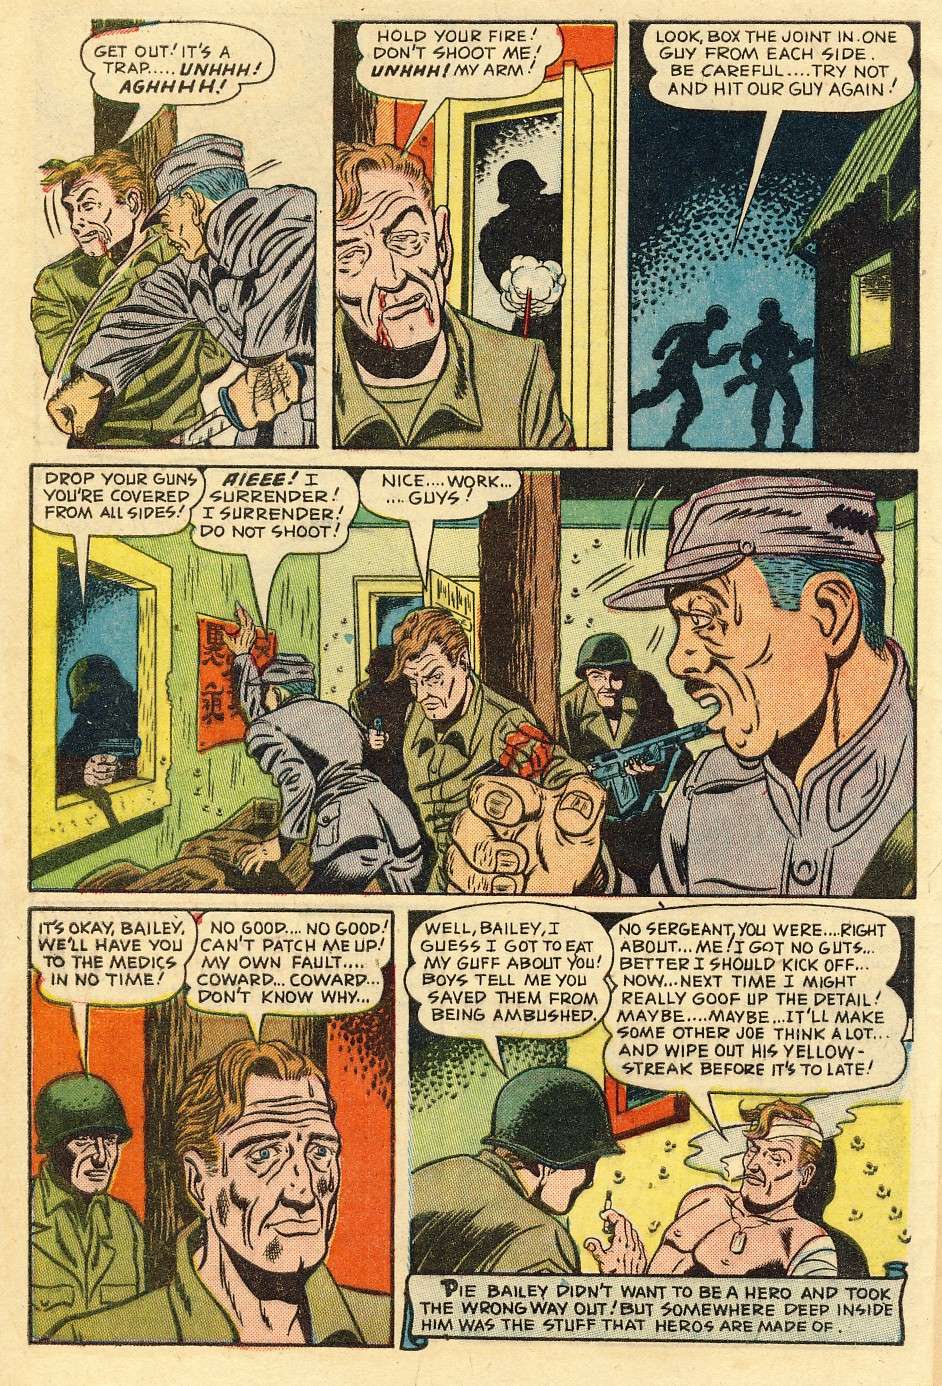 GET OUT! IT'S A
TRAP..... UNHHH!
AGHHHH!
HOLD YOUR FIRE!
DON'T SHOOT ME!
UNHHH! MY ARM!
LOOK, BOX THE JOINT IN. ONE
GUY FROM EACH SIDE.
BE CAREFUL....TRY NOT
AND HIT OUR GUY AGAIN!
DROP YOUR GUNS
YOU'RE COVERED
FROM ALL SIDES!
AIEEE! I
SURRENDER!
I SURRENDER!
DO NOT SHOOT!
NICE....WORK...
....GUYS!
IT'S OKAY, BAILEY,
WE'LL HAVE YOU
TO THE MEDICS
IN NO TIME!
NO GOOD.... NO GOOD!
CAN'T PATCH ME UP!
MY OWN FAULT....
COWARD... COWARD...
DON'T KNOW WHY...
WELL, BAILEY, I
GUESS I GOT TO EAT
MY GUFF ABOUT YOU!
BOYS TELL ME YOU
SAVED THEM FROM
BEING AMBUSHED.
NO SERGEANT, YOU WERE....RIGHT
ABOUT...ME! I GOT NO GUTS...
BETTER I SHOULD KICK OFF...
NOW...NEXT TIME I MIGHT
REALLY GOOF UP THE DETAIL!
MAYBE....MAYBE...IT'LL MAKE
SOME OTHER JOE THINK A LOT...
AND WIPE OUT HIS YELLOW-
STREAK BEFORE IT'S TO LATE!
PIE BAILEY DIDN'T WANT TO BE A HERO AND TOOK
THE WRONG WAY OUT! BUT SOMEWHERE DEEP INSIDE
HIM WAS THE STUFF THAT HEROS ARE MADE OF.